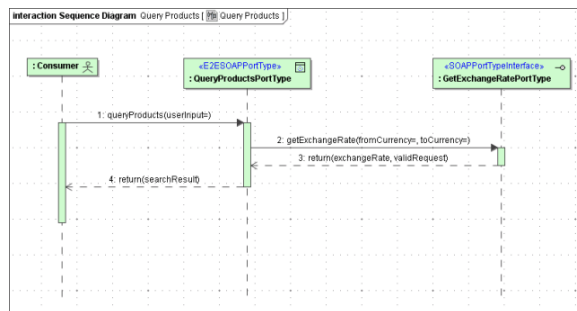 interaction Sequence Diagram Query Products [ Query Products ]
: Consumer
«E2ESOAPPortType»
: QueryProductsPortType
«SOAPPortTypeInterface»
: GetExchangeRatePortType
1: queryProducts(userInput=)
2: getExchangeRate(fromCurrency=, toCurrency=)
3: return(exchangeRate, validRequest)
4: return(searchResult)